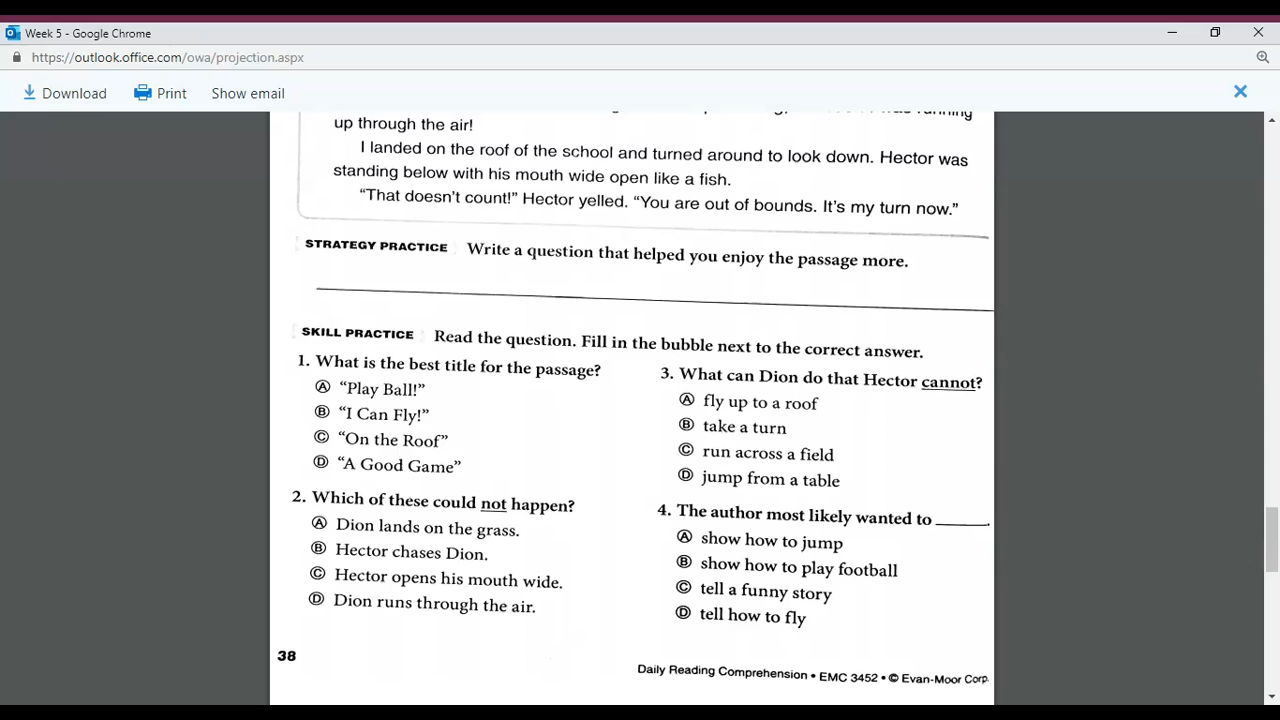 Week 5 - Google Chrome
https://outlook.office.com/owa/projection.aspx
Download Print Show email
running
up through the air!
I landed on the roof of the school and turned around to look down. Hector was
standing below with his mouth wide open like a fish.
“That doesn’t count!” Hector yelled. “You are out of bounds. It’s my turn now.”
STRATEGY PRACTICE Write a question that helped you enjoy the passage more.
SKILL PRACTICE Read the question. Fill in the bubble next to the correct answer.
1. What is the best title for the passage?
Ⓐ “Play Ball!”
Ⓑ “I Can Fly!”
Ⓒ “On the Roof”
Ⓓ “A Good Game”
2. Which of these could not happen?
Ⓐ Dion lands on the grass.
Ⓑ Hector chases Dion.
Ⓒ Hector opens his mouth wide.
Ⓓ Dion runs through the air.
3. What can Dion do that Hector cannot?
Ⓐ fly up to a roof
Ⓑ take a turn
Ⓒ run across a field
Ⓓ jump from a table
4. The author most likely wanted to ______.
Ⓐ show how to jump
Ⓑ show how to play football
Ⓒ tell a funny story
Ⓓ tell how to fly
38
Daily Reading Comprehension • EMC 3452 • © Evan-Moor Corp.